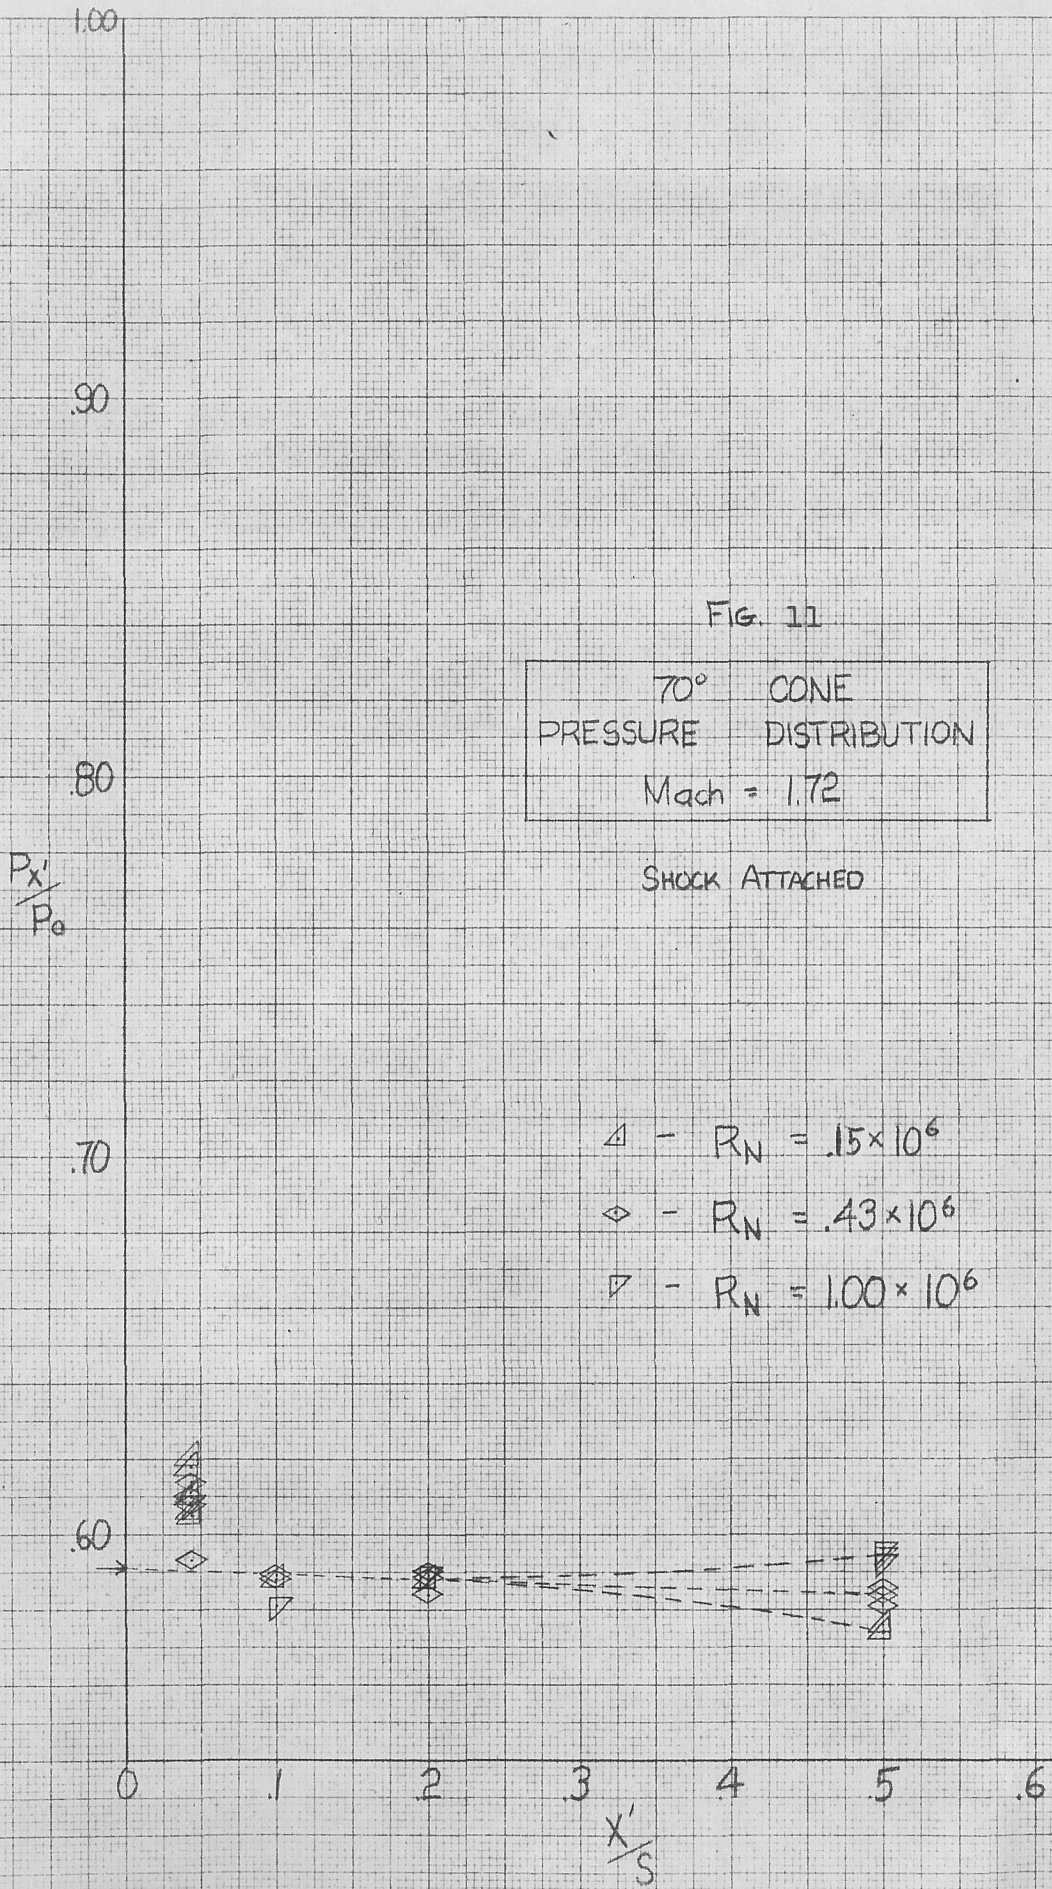 1.00
.90
FIG. 11
70° CONE
PRESSURE DISTRIBUTION
Mach = 1.72
.80
SHOCK ATTACHED
Px'/Po
.70
- RN = .15×10⁶
- RN = .43×10⁶
- RN = 1.00×10⁶
.60
0 .1 .2 .3 .4 .5 .6
X'/S